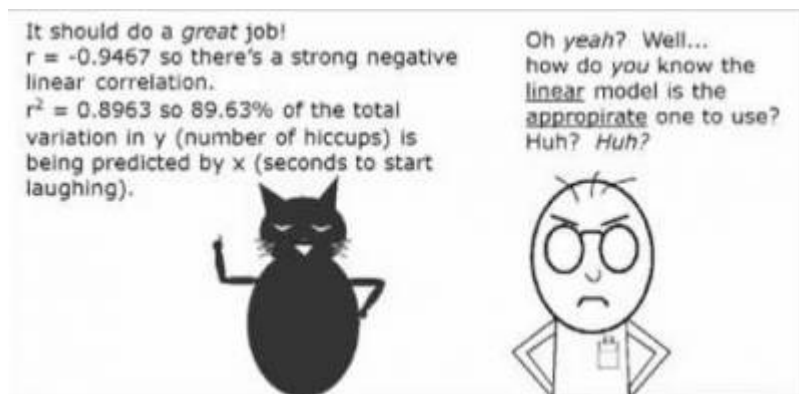 It should do a great job!
r = -0.9467 so there's a strong negative
linear correlation.
r² = 0.8963 so 89.63% of the total
variation in y (number of hiccups) is
being predicted by x (seconds to start
laughing).
Oh yeah? Well...
how do you know the
linear model is the
appropirate one to use?
Huh? Huh?